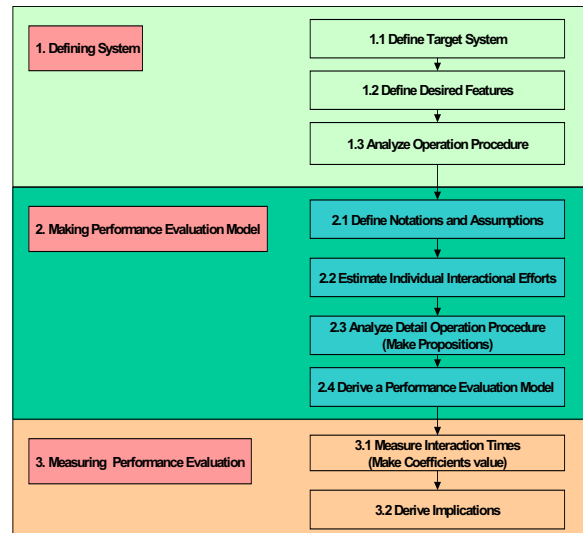 1. Defining System
1.1 Define Target System
1.2 Define Desired Features
1.3 Analyze Operation Procedure
2. Making Performance Evaluation Model
2.1 Define Notations and Assumptions
2.2 Estimate Individual Interactional Efforts
2.3 Analyze Detail Operation Procedure
(Make Propositions)
2.4 Derive a Performance Evaluation Model
3. Measuring Performance Evaluation
3.1 Measure Interaction Times
(Make Coefficients value)
3.2 Derive Implications